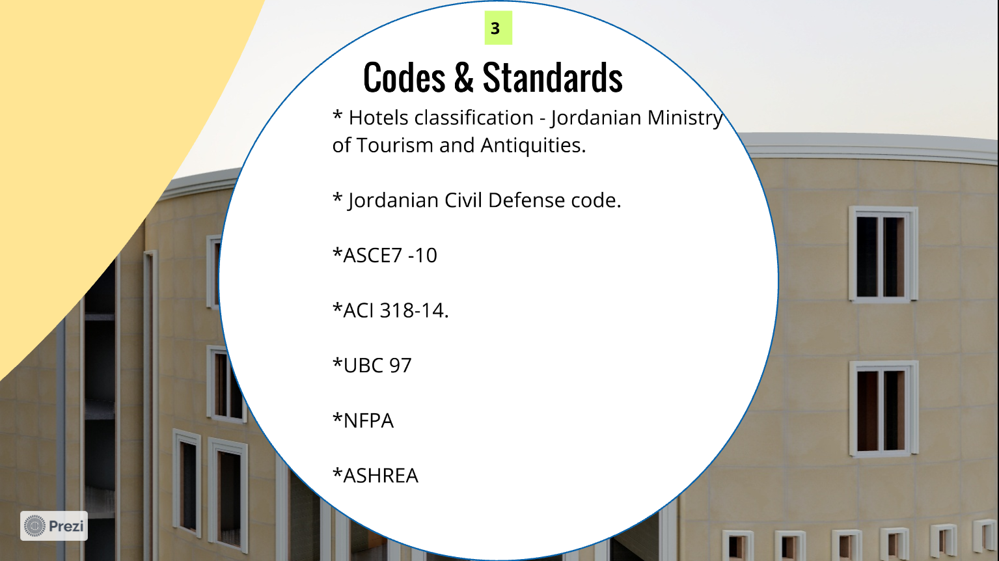 3
Codes & Standards
* Hotels classification - Jordanian Ministry
of Tourism and Antiquities.
* Jordanian Civil Defense code.
*ASCE7 -10
*ACI 318-14.
*UBC 97
*NFPA
*ASHREA
Prezi